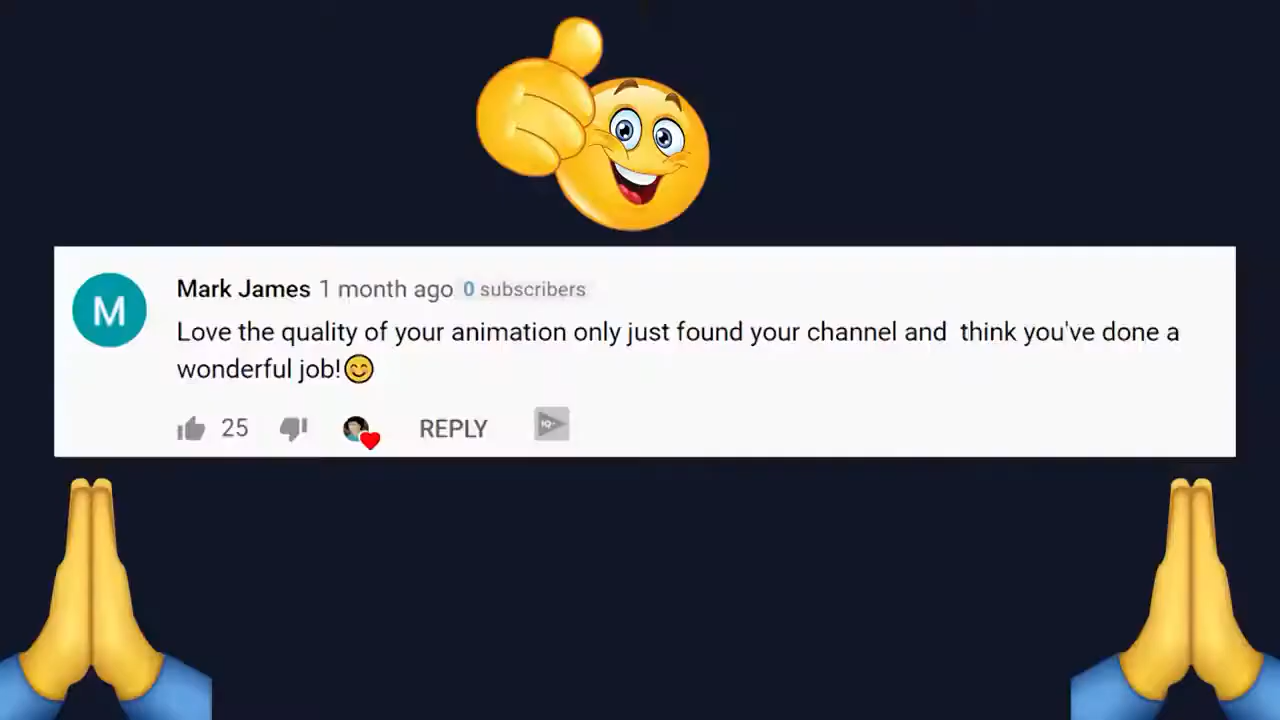 M
Mark James 1 month ago 0 subscribers
Love the quality of your animation only just found your channel and  think you've done a
wonderful job!😊
25 REPLY